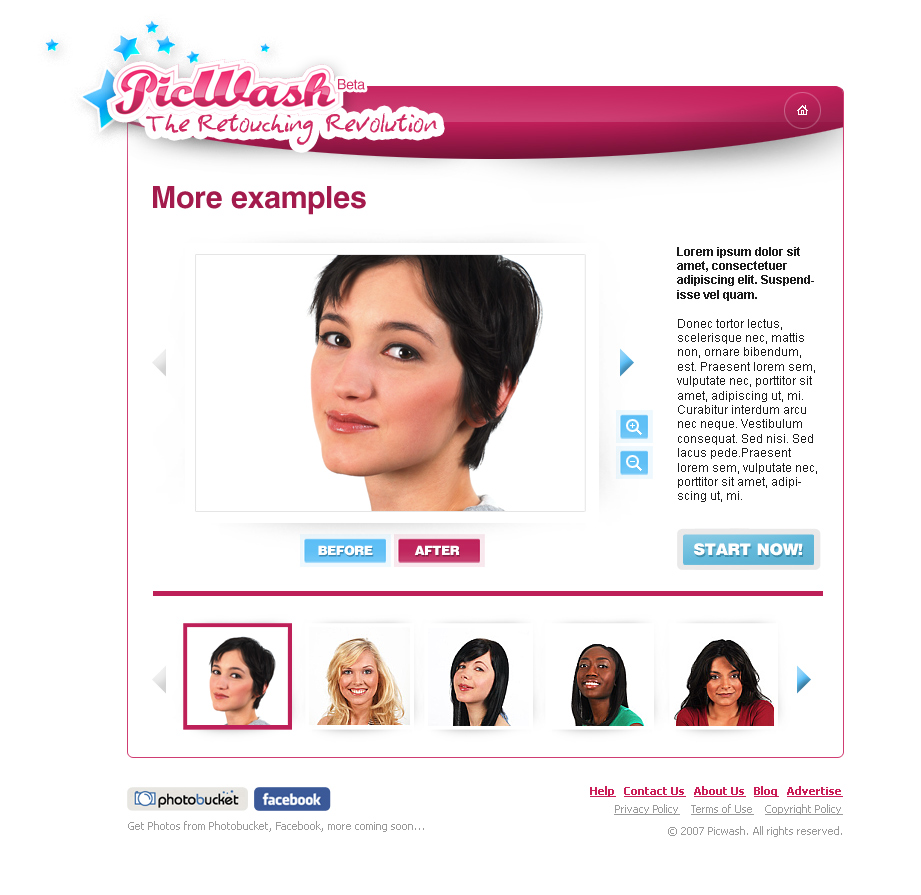 PicWash Beta
The Retouching Revolution
More examples
Lorem ipsum dolor sit
amet, consectetuer
adipiscing elit. Suspend-
isse vel quam.
Donec tortor lectus,
scelerisque nec, mattis
non, ornare bibendum,
est. Praesent lorem sem,
vulputate nec, porttitor sit
amet, adipiscing ut, mi.
Curabitur interdum arcu
nec neque. Vestibulum
consequat. Sed nisi. Sed
lacus pede.Praesent
lorem sem, vulputate nec,
porttitor sit amet, adipi-
scing ut, mi.
BEFORE AFTER
START NOW!
photobucket facebook
Get Photos from Photobucket, Facebook, more coming soon...
Help Contact Us About Us Blog Advertise
Privacy Policy Terms of Use Copyright Policy
© 2007 Picwash. All rights reserved.